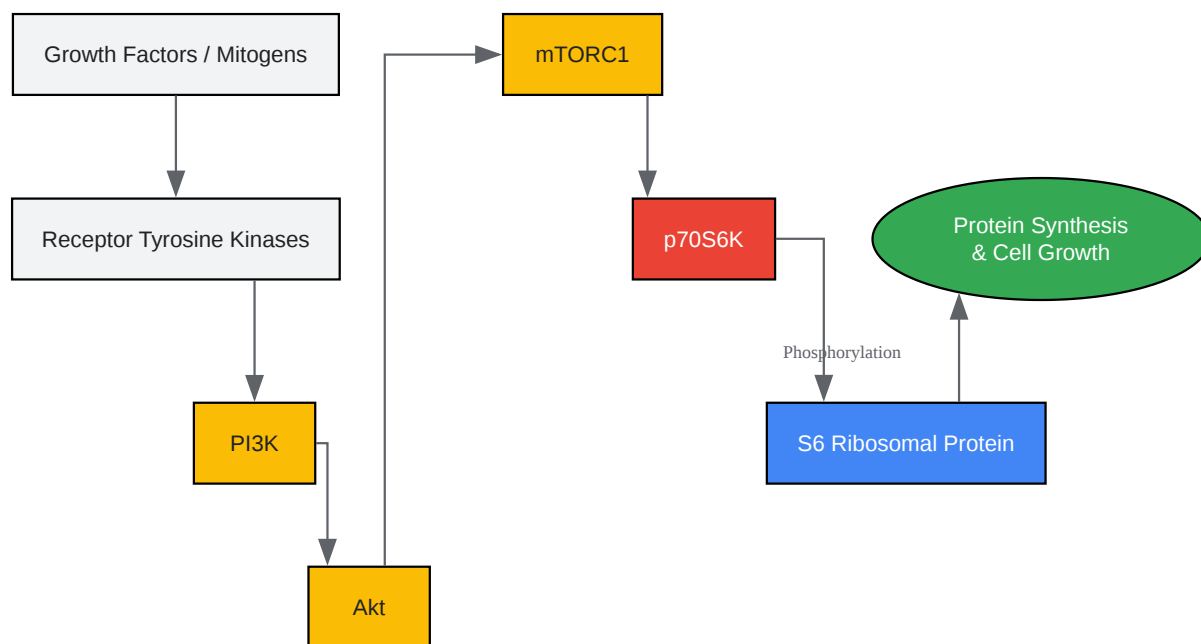 Growth Factors / Mitogens
Receptor Tyrosine Kinases
PI3K
Akt
mTORC1
p70S6K
Phosphorylation
S6 Ribosomal Protein
Protein Synthesis
& Cell Growth